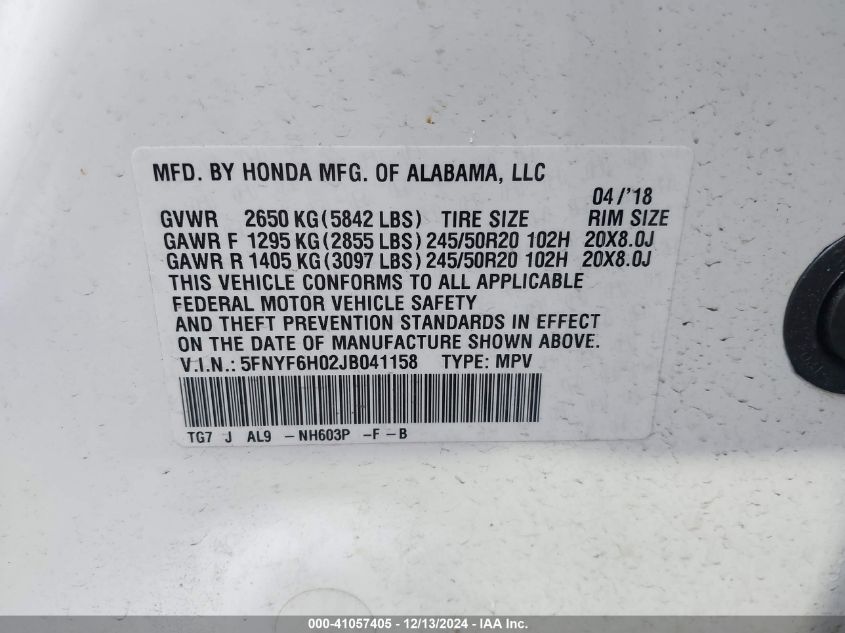 MFD. BY HONDA MFG. OF ALABAMA, LLC
04/'18
GVWR 2650 KG(5842 LBS) TIRE SIZE RIM SIZE
GAWR F 1295 KG(2855 LBS) 245/50R20 102H 20X8.0J
GAWR R 1405 KG(3097 LBS) 245/50R20 102H 20X8.0J
THIS VEHICLE CONFORMS TO ALL APPLICABLE
FEDERAL MOTOR VEHICLE SAFETY
AND THEFT PREVENTION STANDARDS IN EFFECT
ON THE DATE OF MANUFACTURE SHOWN ABOVE.
V.I.N.: 5FNYF6H02JB041158 TYPE: MPV
TG7 J AL9 -NH603P -F-B
000-41057405 - 12/13/2024 - IAA Inc.